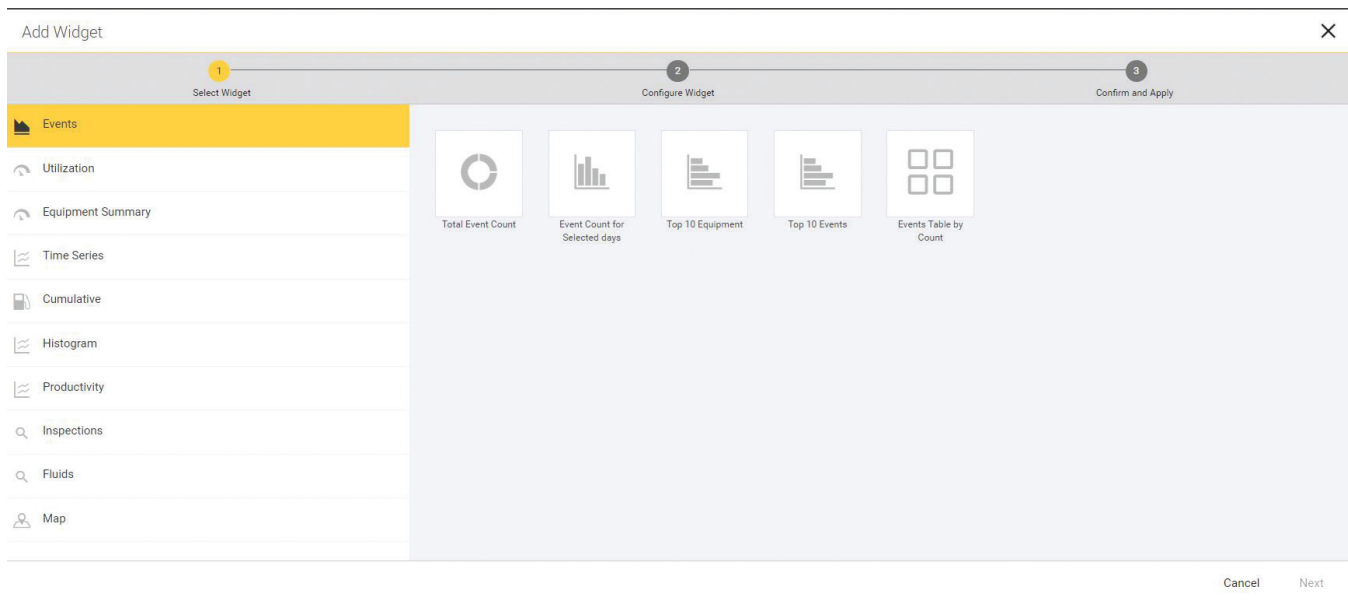 Add Widget
1
2
3
Select Widget
Configure Widget
Confirm and Apply
Events
Utilization
Equipment Summary
Time Series
Cumulative
Histogram
Productivity
Inspections
Fluids
Map
Total Event Count
Event Count for
Selected days
Top 10 Equipment
Top 10 Events
Events Table by
Count
Cancel
Next